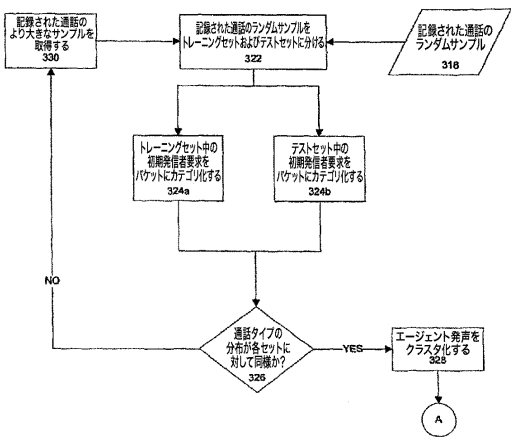 記録された通話の
より大きなサンプルを
取得する
330
記録された通話のランダムサンプルを
トレーニングセットおよびテストセットに分ける
322
記録された通話の
ランダムサンプル
318
トレーニングセット中の
初期発信者要求を
バケットにカテゴリ化する
324a
テストセット中の
初期発信者要求を
バケットにカテゴリ化する
324b
NO
通話タイプの
分布が各セットに
対して同様か?
326
YES
エージェント発声を
クラスタ化する
328
A